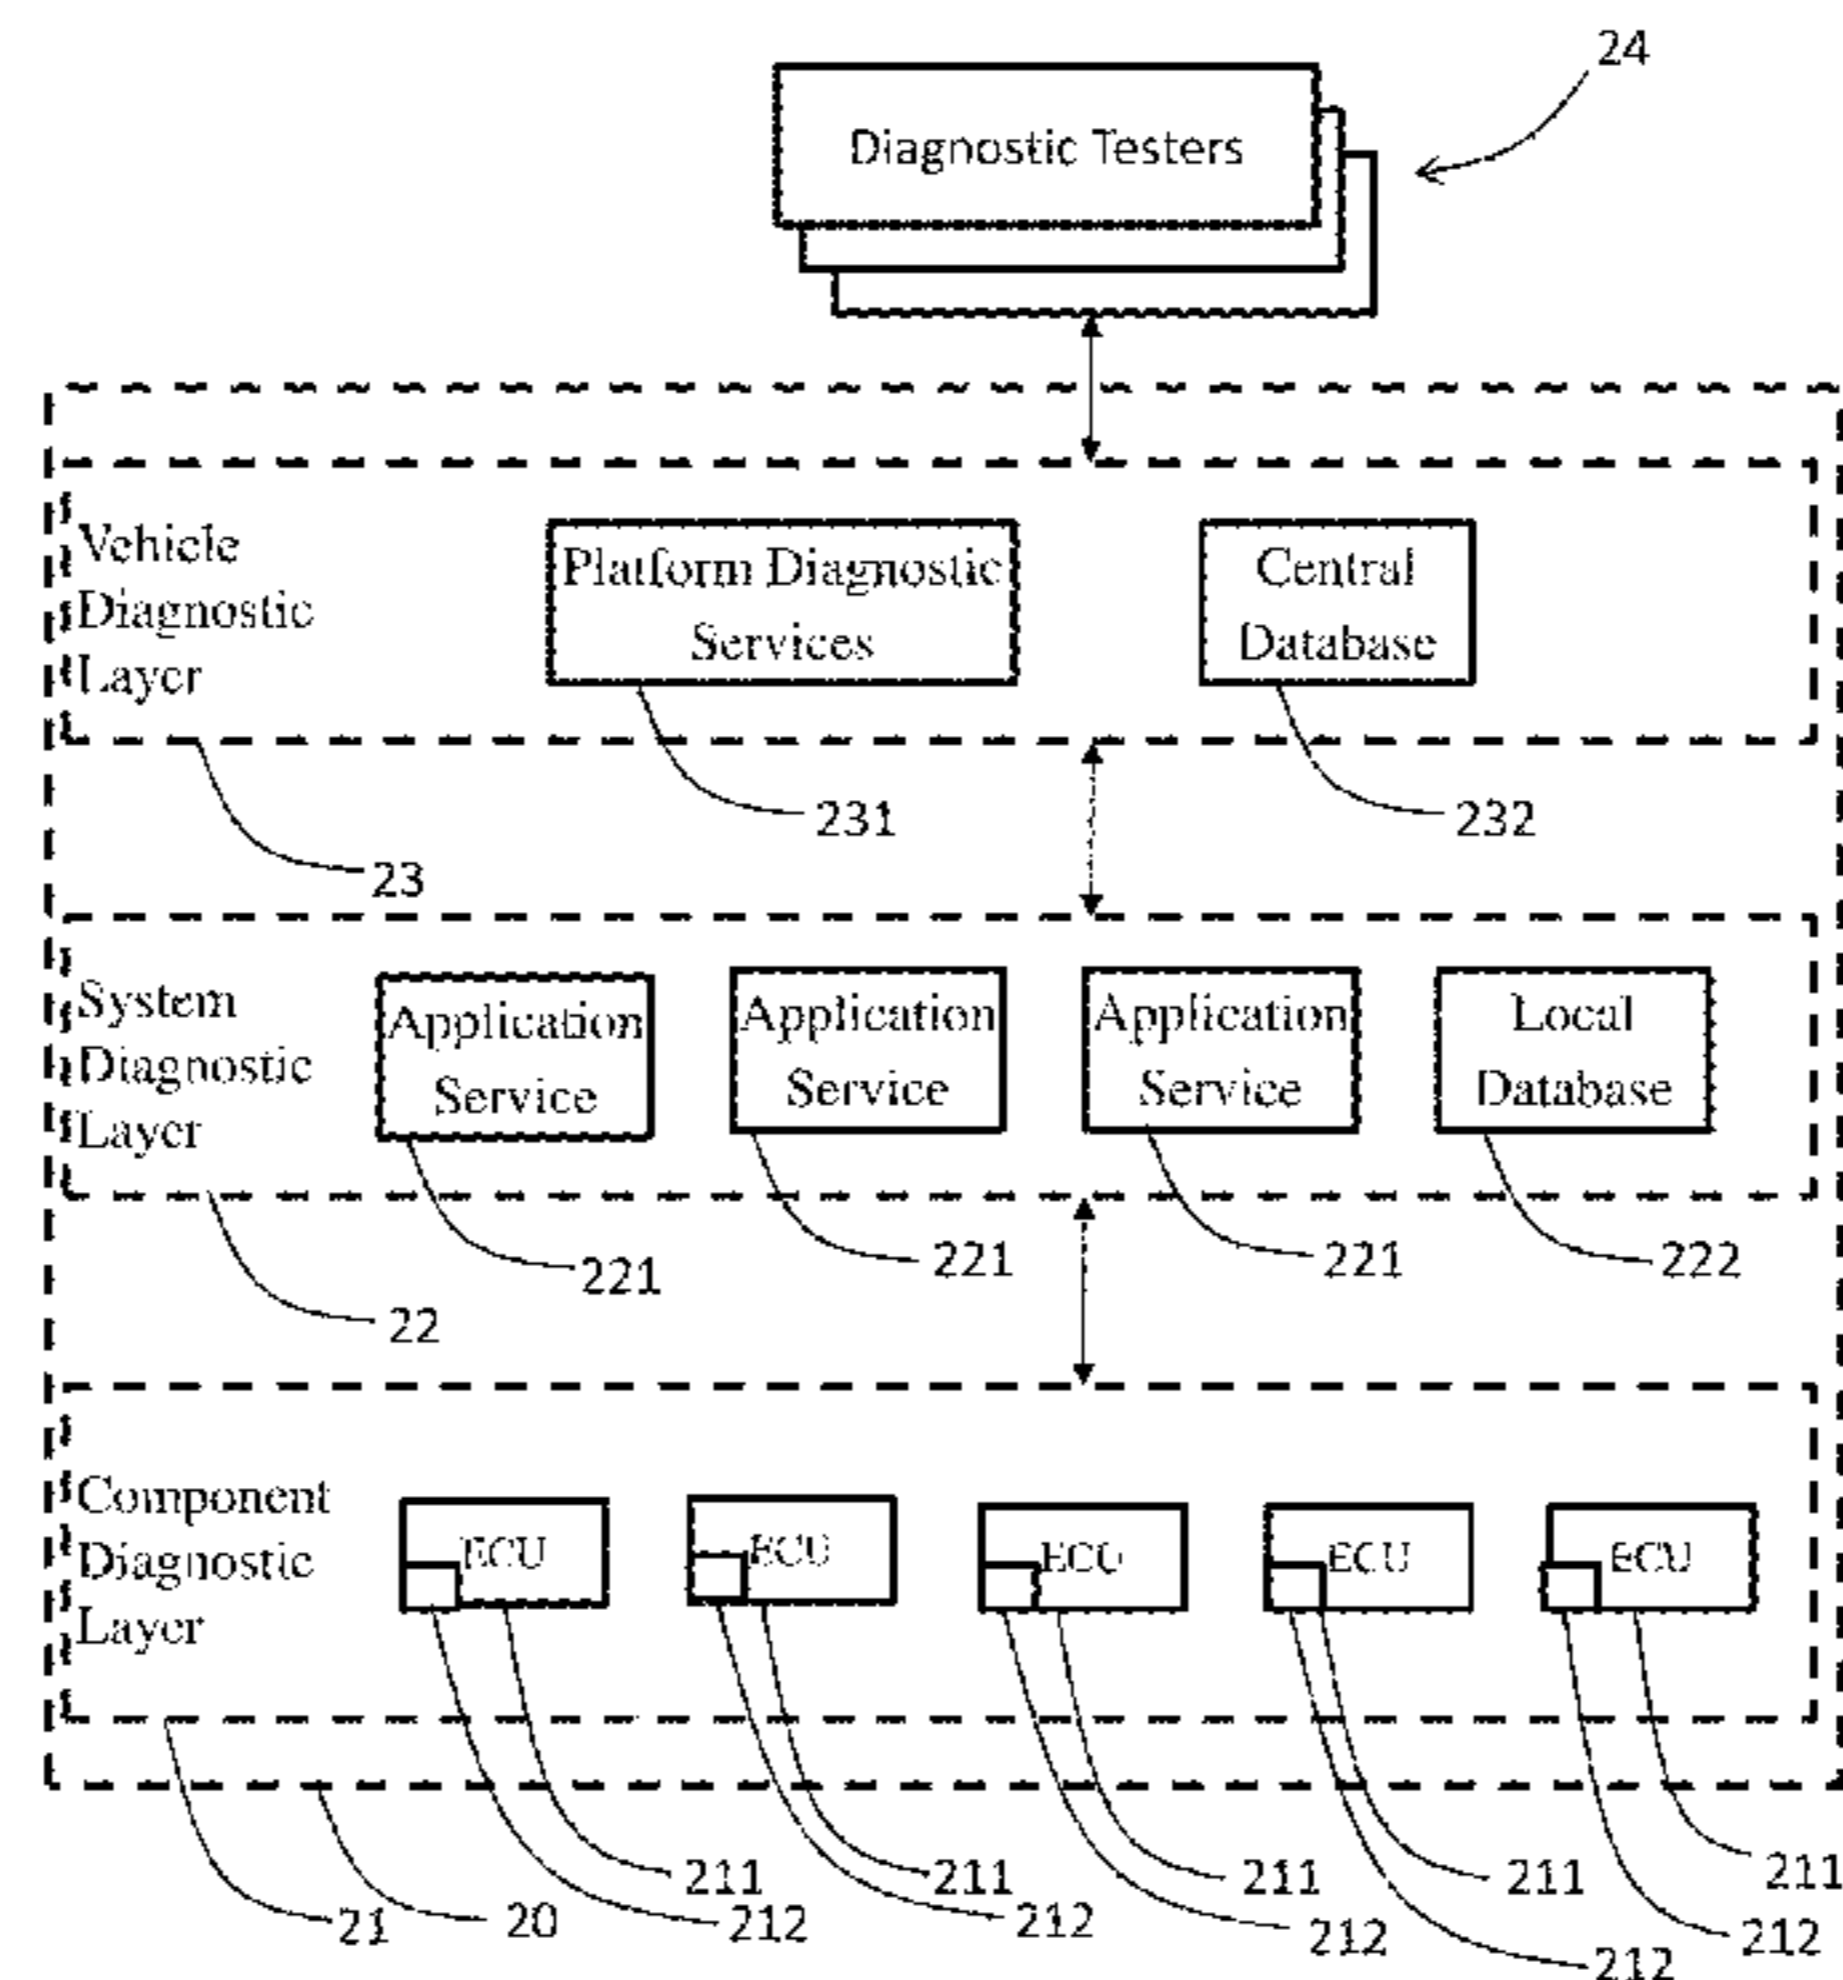 24
Diagnostic Testers
Vehicle
Diagnostic
Layer
Platform Diagnostic
Services
Central
Database
231
232
23
System
Diagnostic
Layer
Application
Service
Application
Service
Application
Service
Local
Database
221
221
221
222
22
Component
Diagnostic
Layer
ECU
ECU
ECU
ECU
ECU
211
211
211
211
211
21
20
212
212
212
212
212